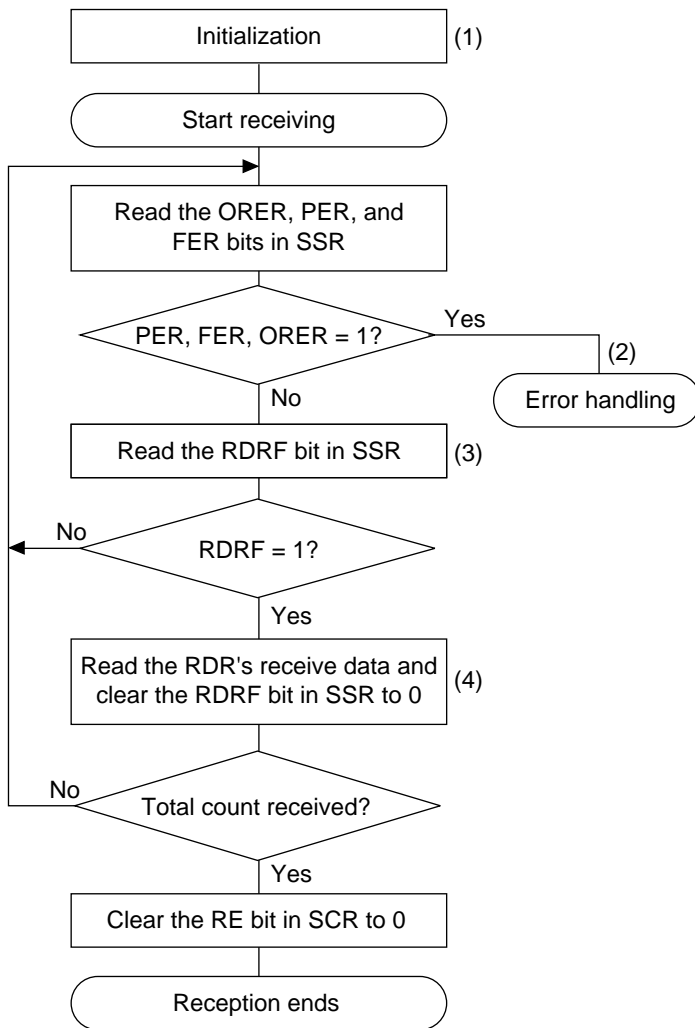 Initialization
(1)
Start receiving
Read the ORER, PER, and
FER bits in SSR
PER, FER, ORER = 1?
Yes
(2)
Error handling
No
Read the RDRF bit in SSR
(3)
No
RDRF = 1?
Yes
Read the RDR's receive data and
clear the RDRF bit in SSR to 0
(4)
No
Total count received?
Yes
Clear the RE bit in SCR to 0
Reception ends